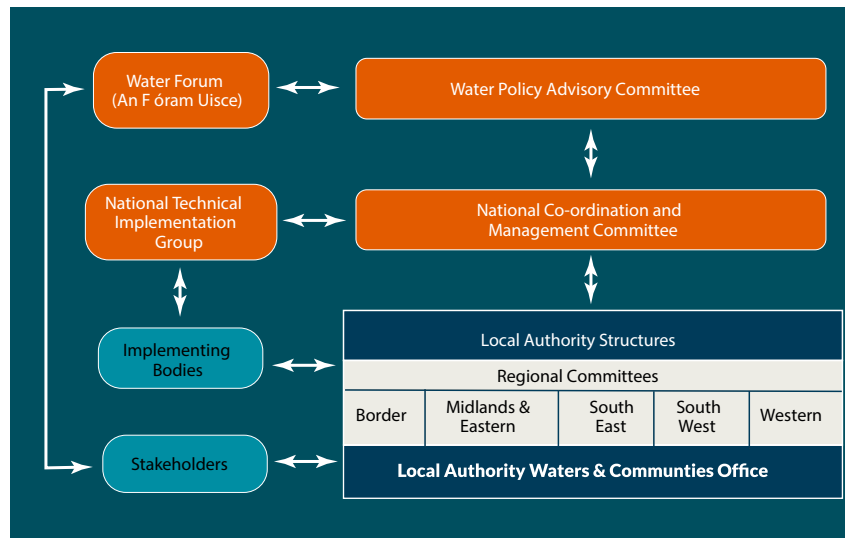 Water Forum
(An F óram Uisce)
Water Policy Advisory Committee
National Technical
Implementation
Group
National Co-ordination and
Management Committee
Implementing
Bodies
Local Authority Structures
Regional Committees
Border
Midlands &
Eastern
South
East
South
West
Western
Stakeholders
Local Authority Waters & Communties Office